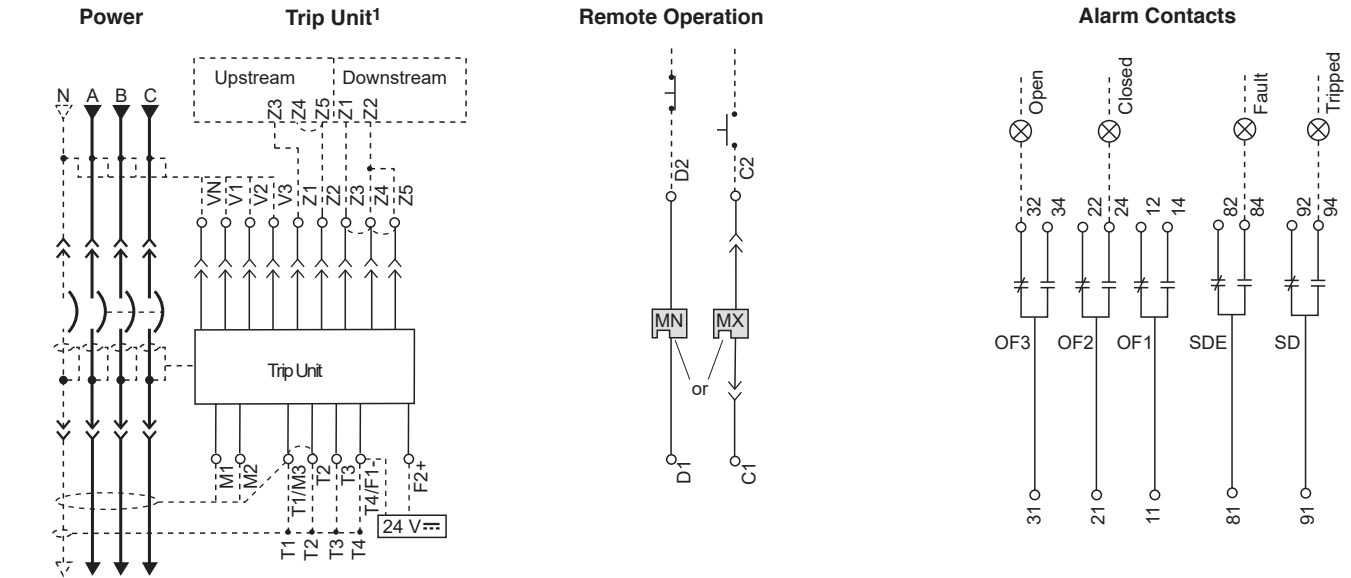 Power
Trip Unit1
Remote Operation
Alarm Contacts
Upstream
Downstream
N A B C
Z3 Z4 Z5 Z1 Z2
VN V1 V2 V3 Z1 Z2 Z3 Z4 Z5
Trip Unit
M1 M2 T1/M3 T2 T3 T4/F1- F2+
24 V
T1 T2 T3 T4
D2 C2
MN MX
or
D1 C1
Open Closed Fault Tripped
32 34 22 24 12 14 82 84 92 94
OF3 OF2 OF1 SDE SD
31 21 11 81 91